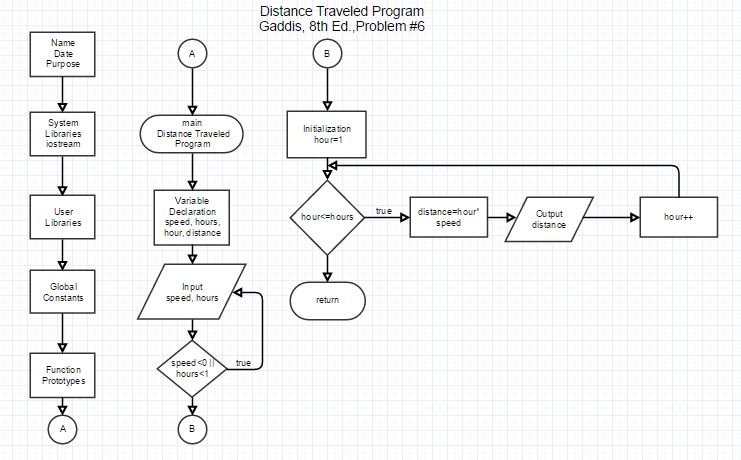 Distance Traveled Program
Gaddis, 8th Ed.,Problem #6
Name
Date
Purpose
System
Libraries
iostream
User
Libraries
Global
Constants
Function
Prototypes
A
A
main
Distance Traveled
Program
Variable
Declaration
speed, hours,
hour, distance
Input
speed, hours
speed<0 ||
hours<1
true
B
B
Initialization
hour=1
hour<=hours
true
distance=hour*
speed
Output
distance
hour++
return